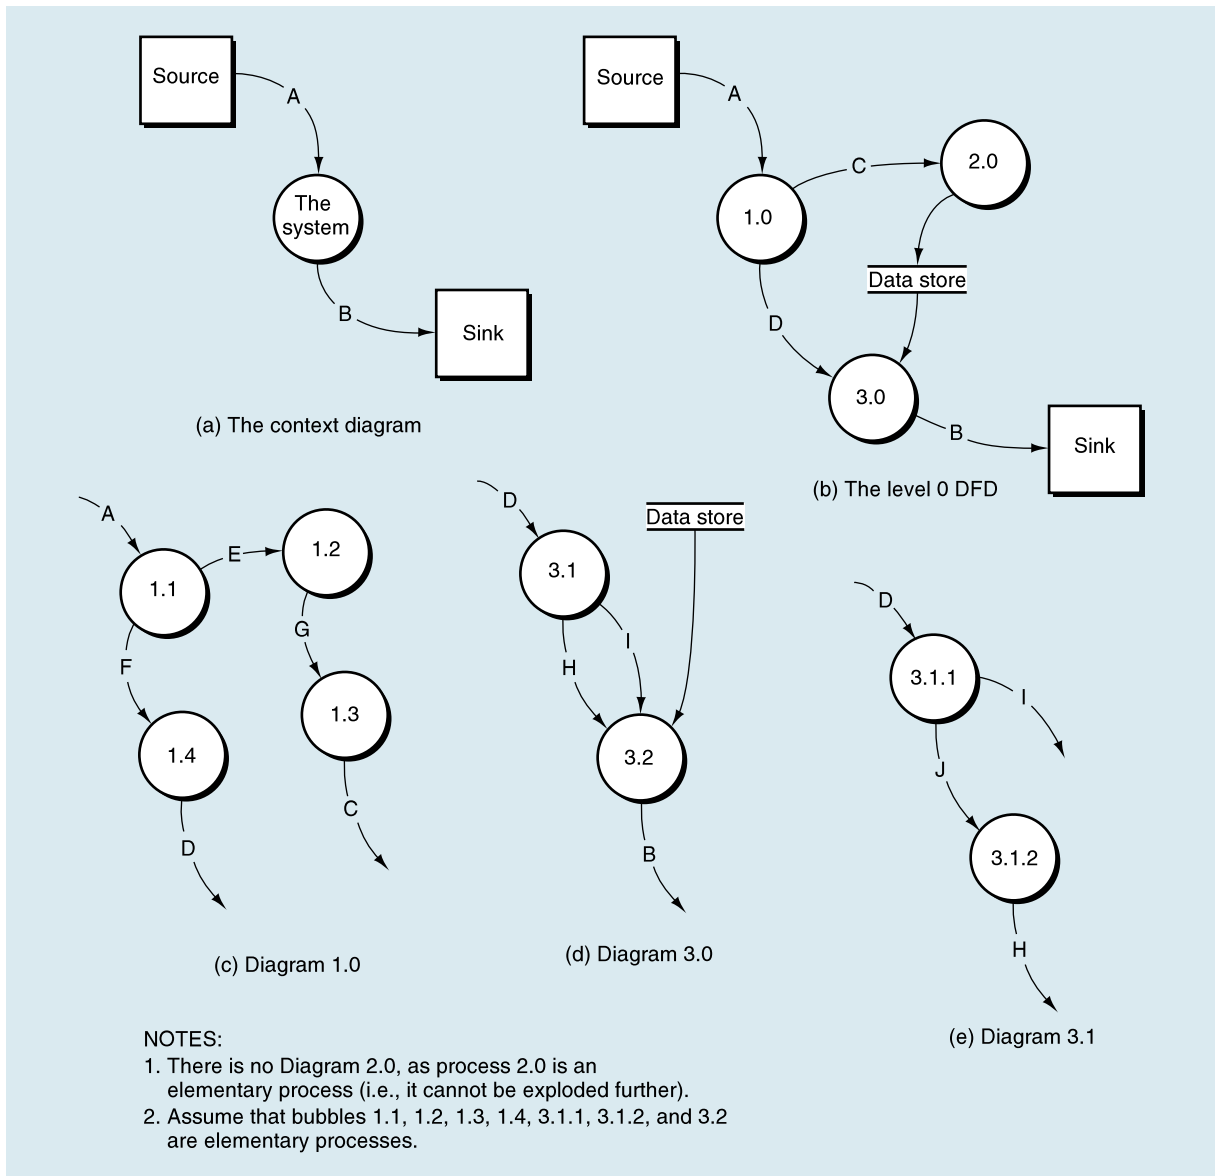 Source
A
The
system
B
Sink
(a) The context diagram
Source
A
1.0
C
2.0
Data store
D
3.0
B
Sink
(b) The level 0 DFD
A
1.1
E
1.2
G
F
1.3
1.4
C
D
(c) Diagram 1.0
D
Data store
3.1
I
H
3.2
B
(d) Diagram 3.0
D
3.1.1
I
J
3.1.2
H
(e) Diagram 3.1
NOTES:
1. There is no Diagram 2.0, as process 2.0 is an
elementary process (i.e., it cannot be exploded further).
2. Assume that bubbles 1.1, 1.2, 1.3, 1.4, 3.1.1, 3.1.2, and 3.2
are elementary processes.